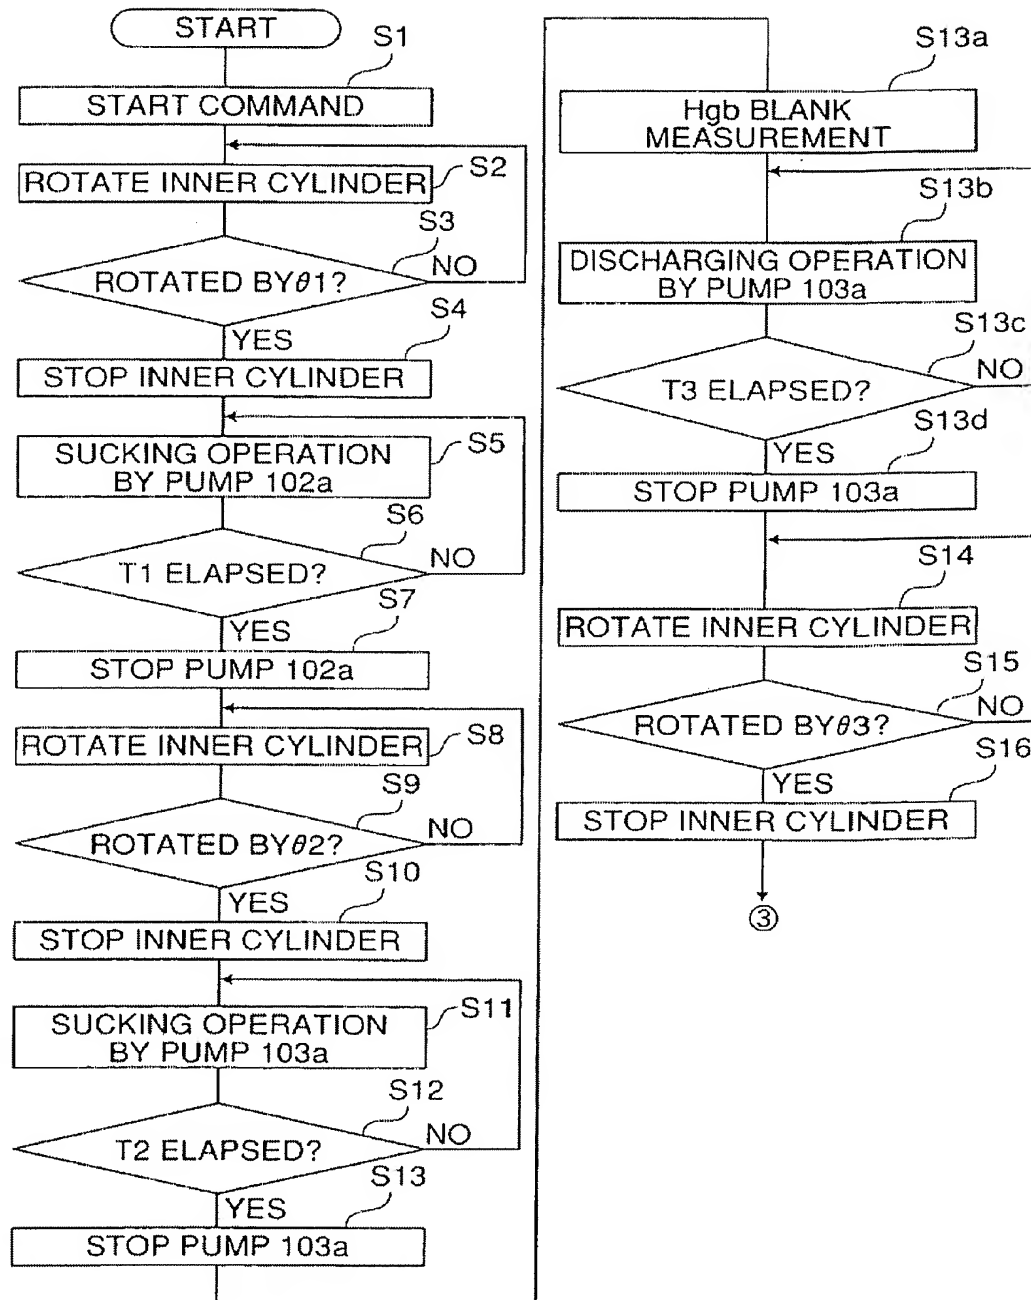 START
S1
START COMMAND
S2
ROTATE INNER CYLINDER
S3
ROTATED BYθ1?
NO
S4
YES
STOP INNER CYLINDER
S5
SUCKING OPERATION
BY PUMP 102a
S6
T1 ELAPSED?
NO
S7
YES
STOP PUMP 102a
S8
ROTATE INNER CYLINDER
S9
ROTATED BYθ2?
NO
S10
YES
STOP INNER CYLINDER
S11
SUCKING OPERATION
BY PUMP 103a
S12
T2 ELAPSED?
NO
S13
YES
STOP PUMP 103a
S13a
Hgb BLANK
MEASUREMENT
S13b
DISCHARGING OPERATION
BY PUMP 103a
S13c
T3 ELAPSED?
NO
S13d
YES
STOP PUMP 103a
S14
ROTATE INNER CYLINDER
S15
ROTATED BYθ3?
NO
S16
YES
STOP INNER CYLINDER
③